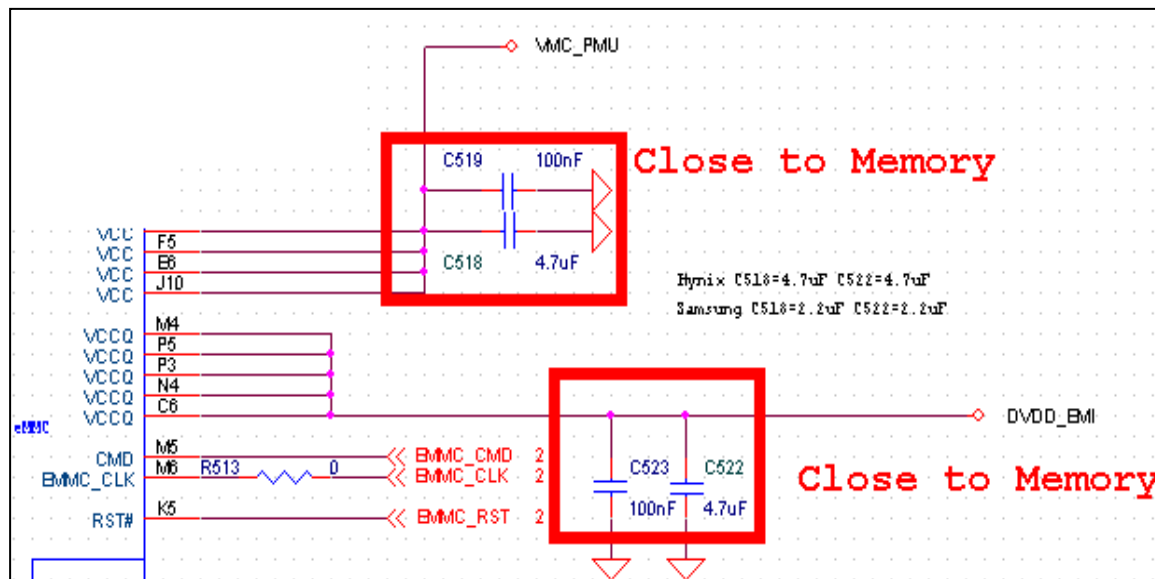 VMC_PMU
C519 100nF
Close to Memory
VCC
F5
VCC
E6
VCC
J10
VCC
C518 4.7uF
Hynix C518=4.7uF C522=4.7uF
Samsung C518=2.2uF C522=2.2uF
M4
VCCQ
P5
VCCQ
P3
VCCQ
N4
VCCQ
C6
VCCQ
DVDD_EMI
eMMC
M5
CMD
EMMC_CMD 2
M6
EMMC_CLK
R513 0
EMMC_CLK 2
C523 C522
Close to Memory
100nF 4.7uF
K5
RST#
EMMC_RST 2